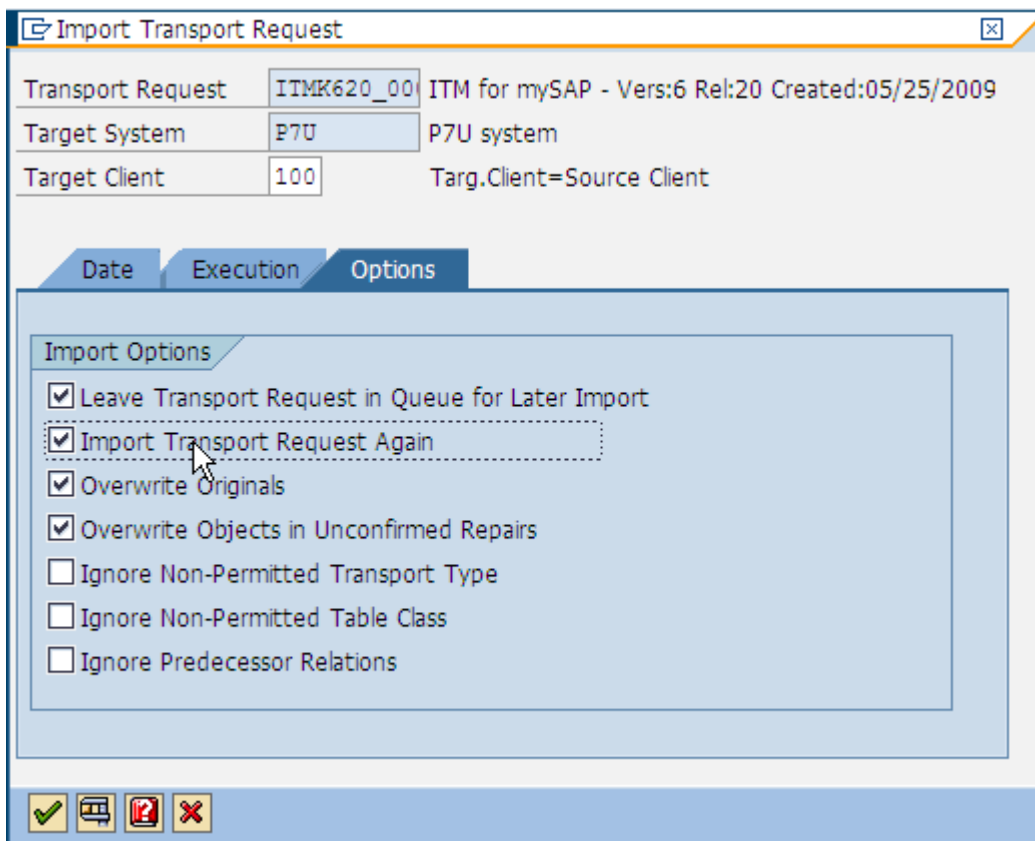 Import Transport Request
Transport Request ITMK620_00 ITM for mySAP - Vers:6 Rel:20 Created:05/25/2009
Target System P7U P7U system
Target Client 100 Targ.Client=Source Client
Date Execution Options
Import Options
Leave Transport Request in Queue for Later Import
Import Transport Request Again
Overwrite Originals
Overwrite Objects in Unconfirmed Repairs
Ignore Non-Permitted Transport Type
Ignore Non-Permitted Table Class
Ignore Predecessor Relations